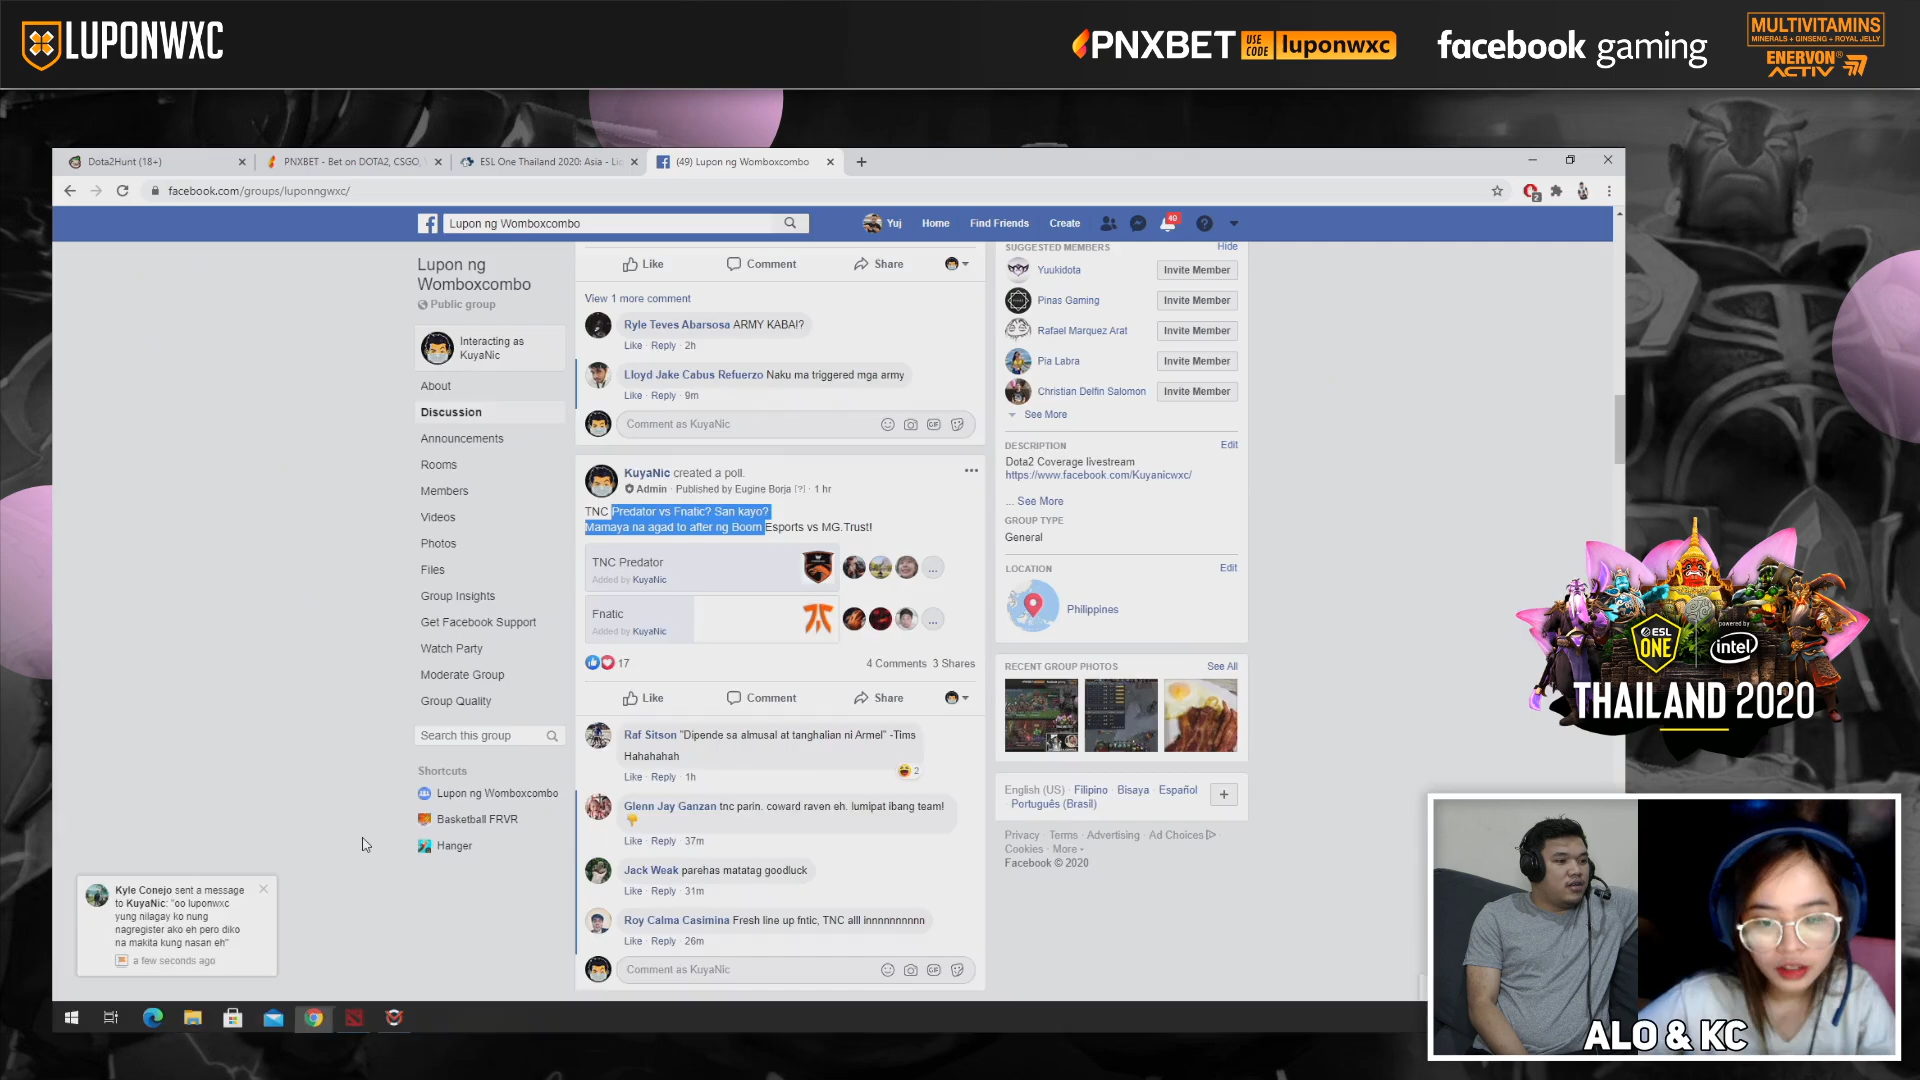 LUPONWXC
PNXBET USE CODE luponwxc
facebook gaming
MULTIVITAMINS
MINERALS + GINSENG + ROYAL JELLY
ENERVON® ACTIV
Dota2Hunt (18+)
PNXBET - Bet on DOTA2, CSGO,
ESL One Thailand 2020: Asia - Li
(49) Lupon ng Womboxcombo
facebook.com/groups/luponngwxc/
Lupon ng Womboxcombo
Yuj Home Find Friends Create 40
Lupon ng
Womboxcombo
Public group
Interacting as
KuyaNic
About
Discussion
Announcements
Rooms
Members
Videos
Photos
Files
Group Insights
Get Facebook Support
Watch Party
Moderate Group
Group Quality
Search this group
Shortcuts
Lupon ng Womboxcombo
Basketball FRVR
Hanger
Like Comment Share
View 1 more comment
Ryle Teves Abarsosa ARMY KABAI?
Like · Reply · 2h
Lloyd Jake Cabus Refuerzo Naku ma triggered mga army
Like · Reply · 9m
Comment as KuyaNic
KuyaNic created a poll.
Admin · Published by Eugine Borja [?] · 1 hr
TNC Predator vs Fnatic? San kayo?
Mamaya na agad to after ng Boom Esports vs MG.Trust!
TNC Predator
Added by KuyaNic
...
Fnatic
Added by KuyaNic
...
17
4 Comments 3 Shares
Like Comment Share
Raf Sitson "Dipende sa almusal at tanghalian ni Armel" -Tims
Hahahahah
2
Like · Reply · 1h
Glenn Jay Ganzan tnc parin. coward raven eh. lumipat ibang team!
Like · Reply · 37m
Jack Weak parehas matatag goodluck
Like · Reply · 31m
Roy Calma Casimina Fresh line up fntic, TNC alll innnnnnnnnn
Like · Reply · 26m
Comment as KuyaNic
SUGGESTED MEMBERS Hide
Yuukidota Invite Member
Pinas Gaming Invite Member
Rafael Marquez Arat Invite Member
Pia Labra Invite Member
Christian Delfin Salomon Invite Member
See More
DESCRIPTION Edit
Dota2 Coverage livestream
https://www.facebook.com/Kuyanicwxc/
... See More
GROUP TYPE
General
LOCATION Edit
Philippines
RECENT GROUP PHOTOS See All
English (US) · Filipino · Bisaya · Español ·
Português (Brasil)
Privacy · Terms · Advertising · Ad Choices ·
Cookies · More
Facebook © 2020
Kyle Conejo sent a message
to KuyaNic: "oo luponwxc
yung nilagay ko nung
nagregister ako eh pero diko
na makita kung nasan eh"
a few seconds ago
ESL ONE
powered by
intel
THAILAND 2020
ALO & KC